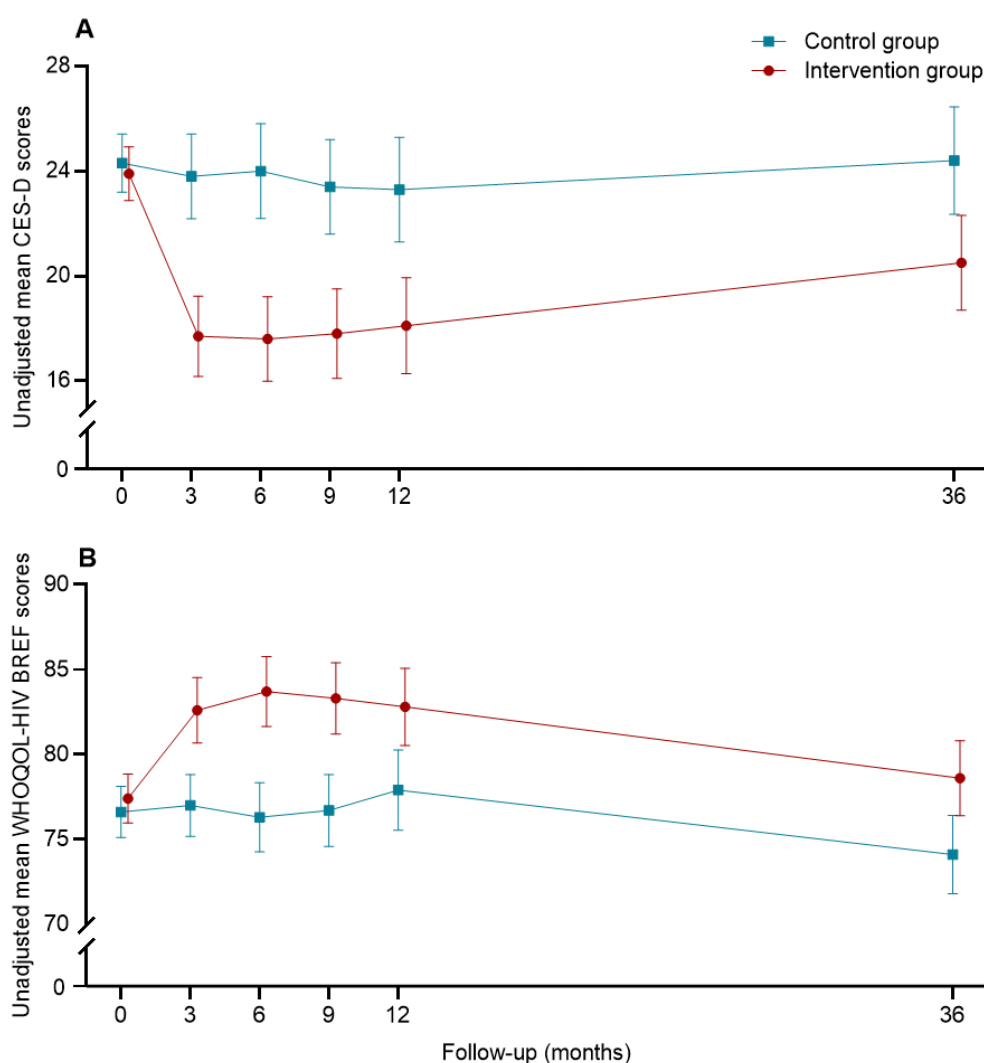 A
Control group
Intervention group
Unadjusted mean CES-D scores
28
24
20
16
0
0 3 6 9 12 36
B
Unadjusted mean WHOQOL-HIV BREF scores
90
85
80
75
70
0
0 3 6 9 12 36
Follow-up (months)